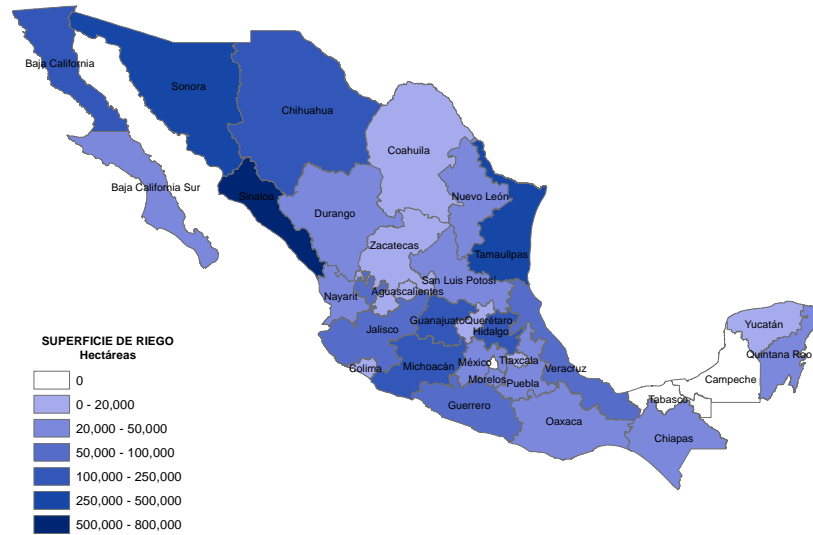 Baja California
Sonora
Chihuahua
Coahuila
Baja California Sur
Sinaloa
Nuevo León
Durango
Zacatecas
Tamaulipas
San Luis Potosí
Aguascalientes
Nayarit
Guanajuato
Querétaro
Hidalgo
Jalisco
Yucatán
Quintana Roo
Campeche
Colima
Michoacán
México
Tlaxcala
Veracruz
Morelos
Puebla
Tabasco
Guerrero
Oaxaca
Chiapas
SUPERFICIE DE RIEGO
Hectáreas
0
0 - 20,000
20,000 - 50,000
50,000 - 100,000
100,000 - 250,000
250,000 - 500,000
500,000 - 800,000